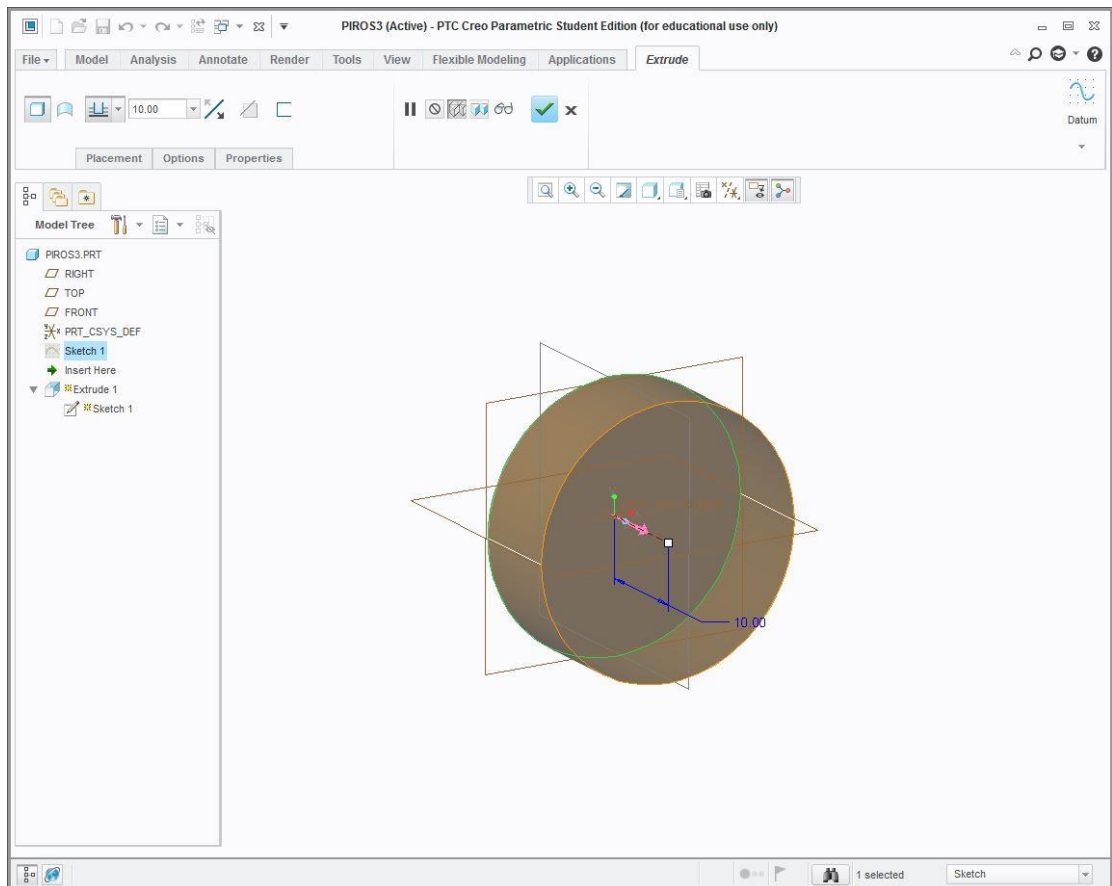 PIROS3 (Active) - PTC Creo Parametric Student Edition (for educational use only)
File Model Analysis Annotate Render Tools View Flexible Modeling Applications Extrude
10.00
Datum
Placement Options Properties
Model Tree
PIROS3.PRT
RIGHT
TOP
FRONT
PRT_CSYS_DEF
Sketch 1
Insert Here
Extrude 1
Sketch 1
10.00
1 selected Sketch